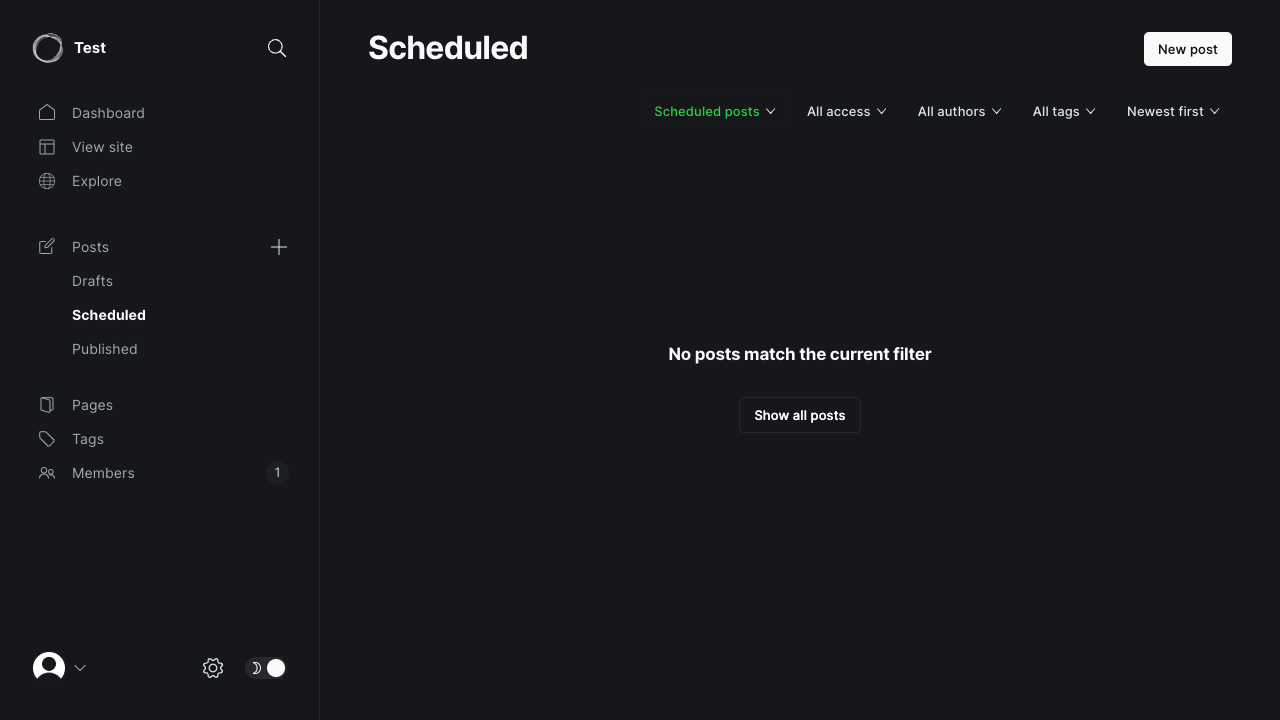 Test
Dashboard
View site
Explore
Posts
Drafts
Scheduled
Published
Pages
Tags
Members 1
Scheduled
New post
Scheduled posts All access All authors All tags Newest first
No posts match the current filter
Show all posts